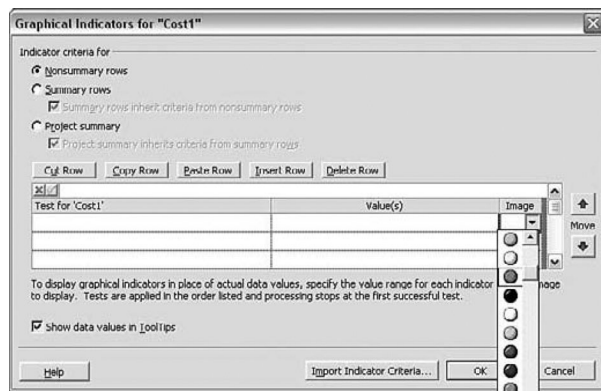 Graphical Indicators for "Cost1"
Indicator criteria for
Nonsummary rows
Summary rows
Summary rows inherit criteria from nonsummary rows
Project summary
Project summary inherits criteria from summary rows
Cut Row Copy Row Paste Row Insert Row Delete Row
Test for 'Cost1' Value(s) Image
Move
To display graphical indicators in place of actual data values, specify the value range for each indicator mage
to display. Tests are applied in the order listed and processing stops at the first successful test.
Show data values in ToolTips
Help Import Indicator Criteria... OK Cancel